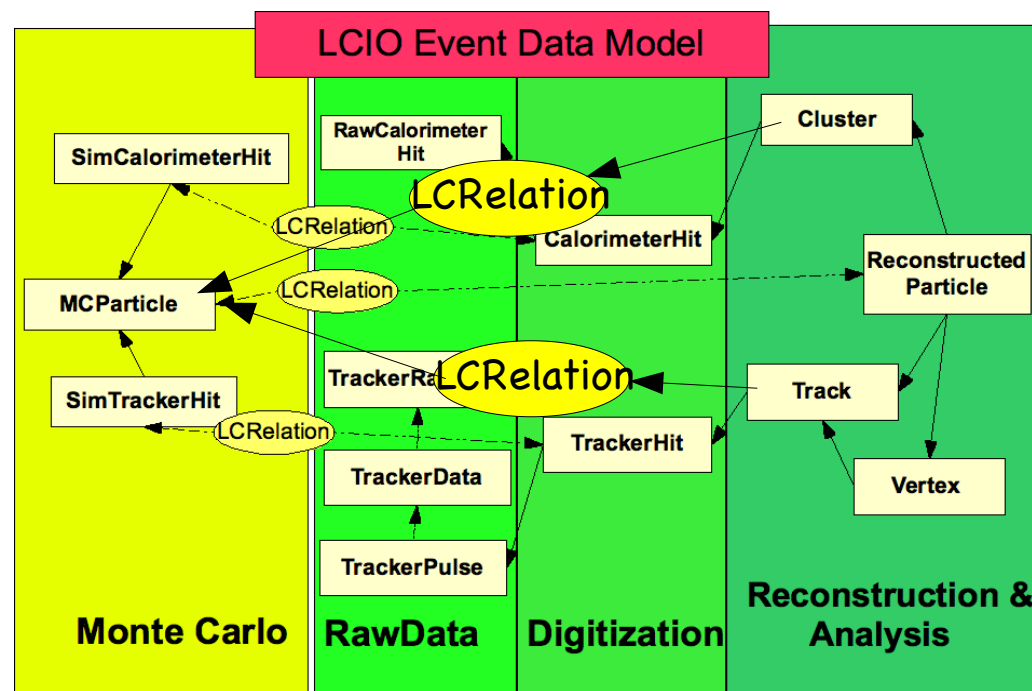 LCIO Event Data Model
RawCalorimeter
Hit
Cluster
SimCalorimeterHit
LCRelation
LCRelation
CalorimeterHit
Reconstructed
Particle
LCRelation
MCParticle
TrackerRa
LCRelation
Track
SimTrackerHit
LCRelation
TrackerHit
TrackerData
Vertex
TrackerPulse
Monte Carlo
RawData
Digitization
Reconstruction &
Analysis